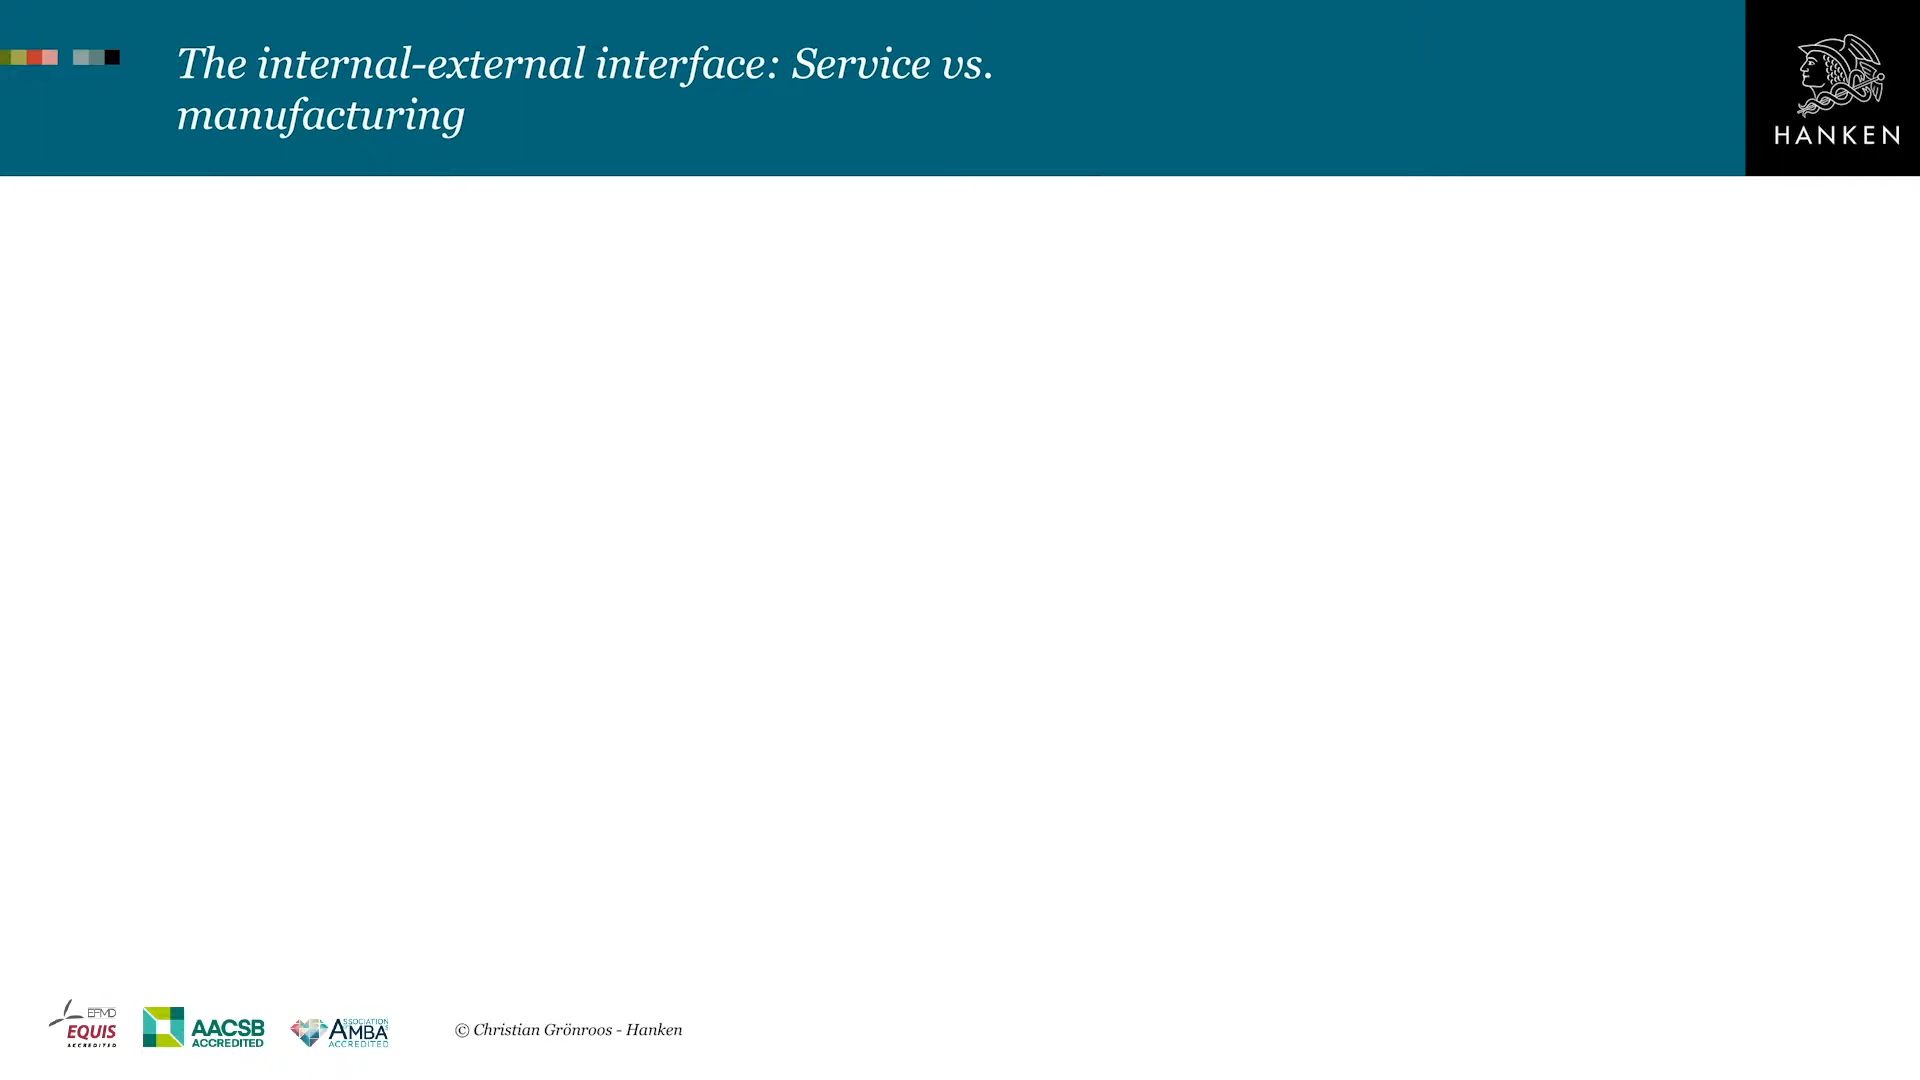 The internal-external interface: Service vs.
manufacturing
HANKEN
EFMD
EQUIS
ACCREDITED
AACSB
ACCREDITED
ASSOCIATION
AMBA
ACCREDITED
© Christian Grönroos - Hanken